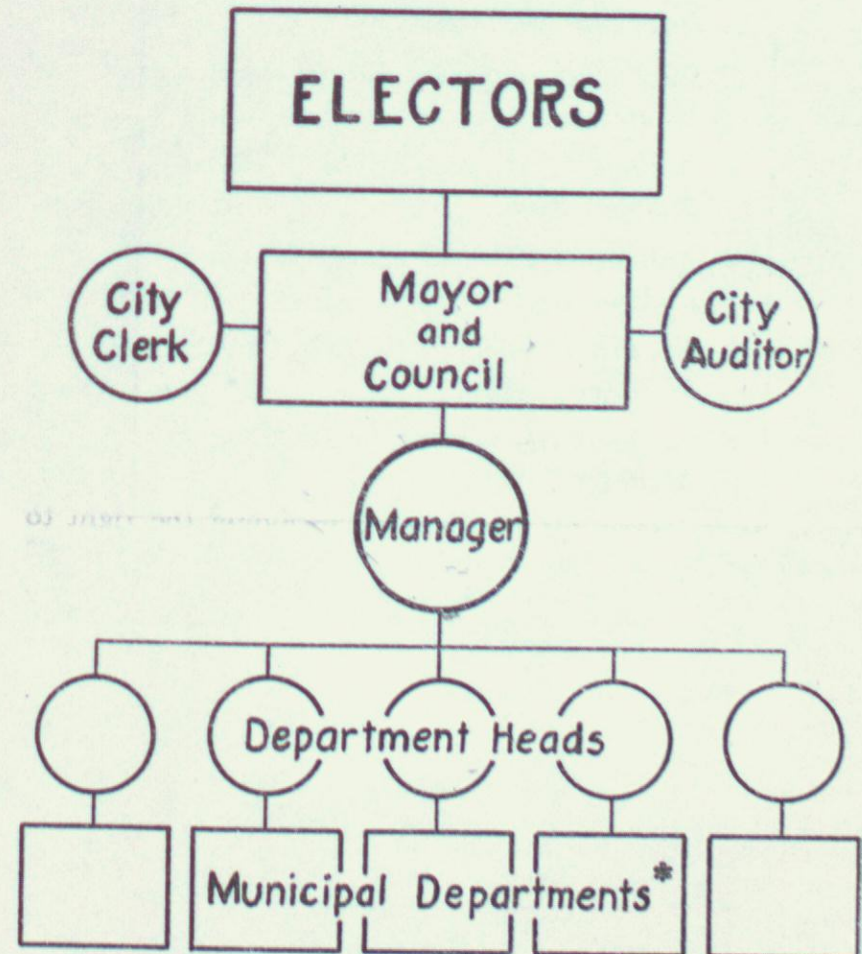 ELECTORS
City
Clerk
Mayor
and
Council
City
Auditor
Manager
Department Heads
Municipal Departments*